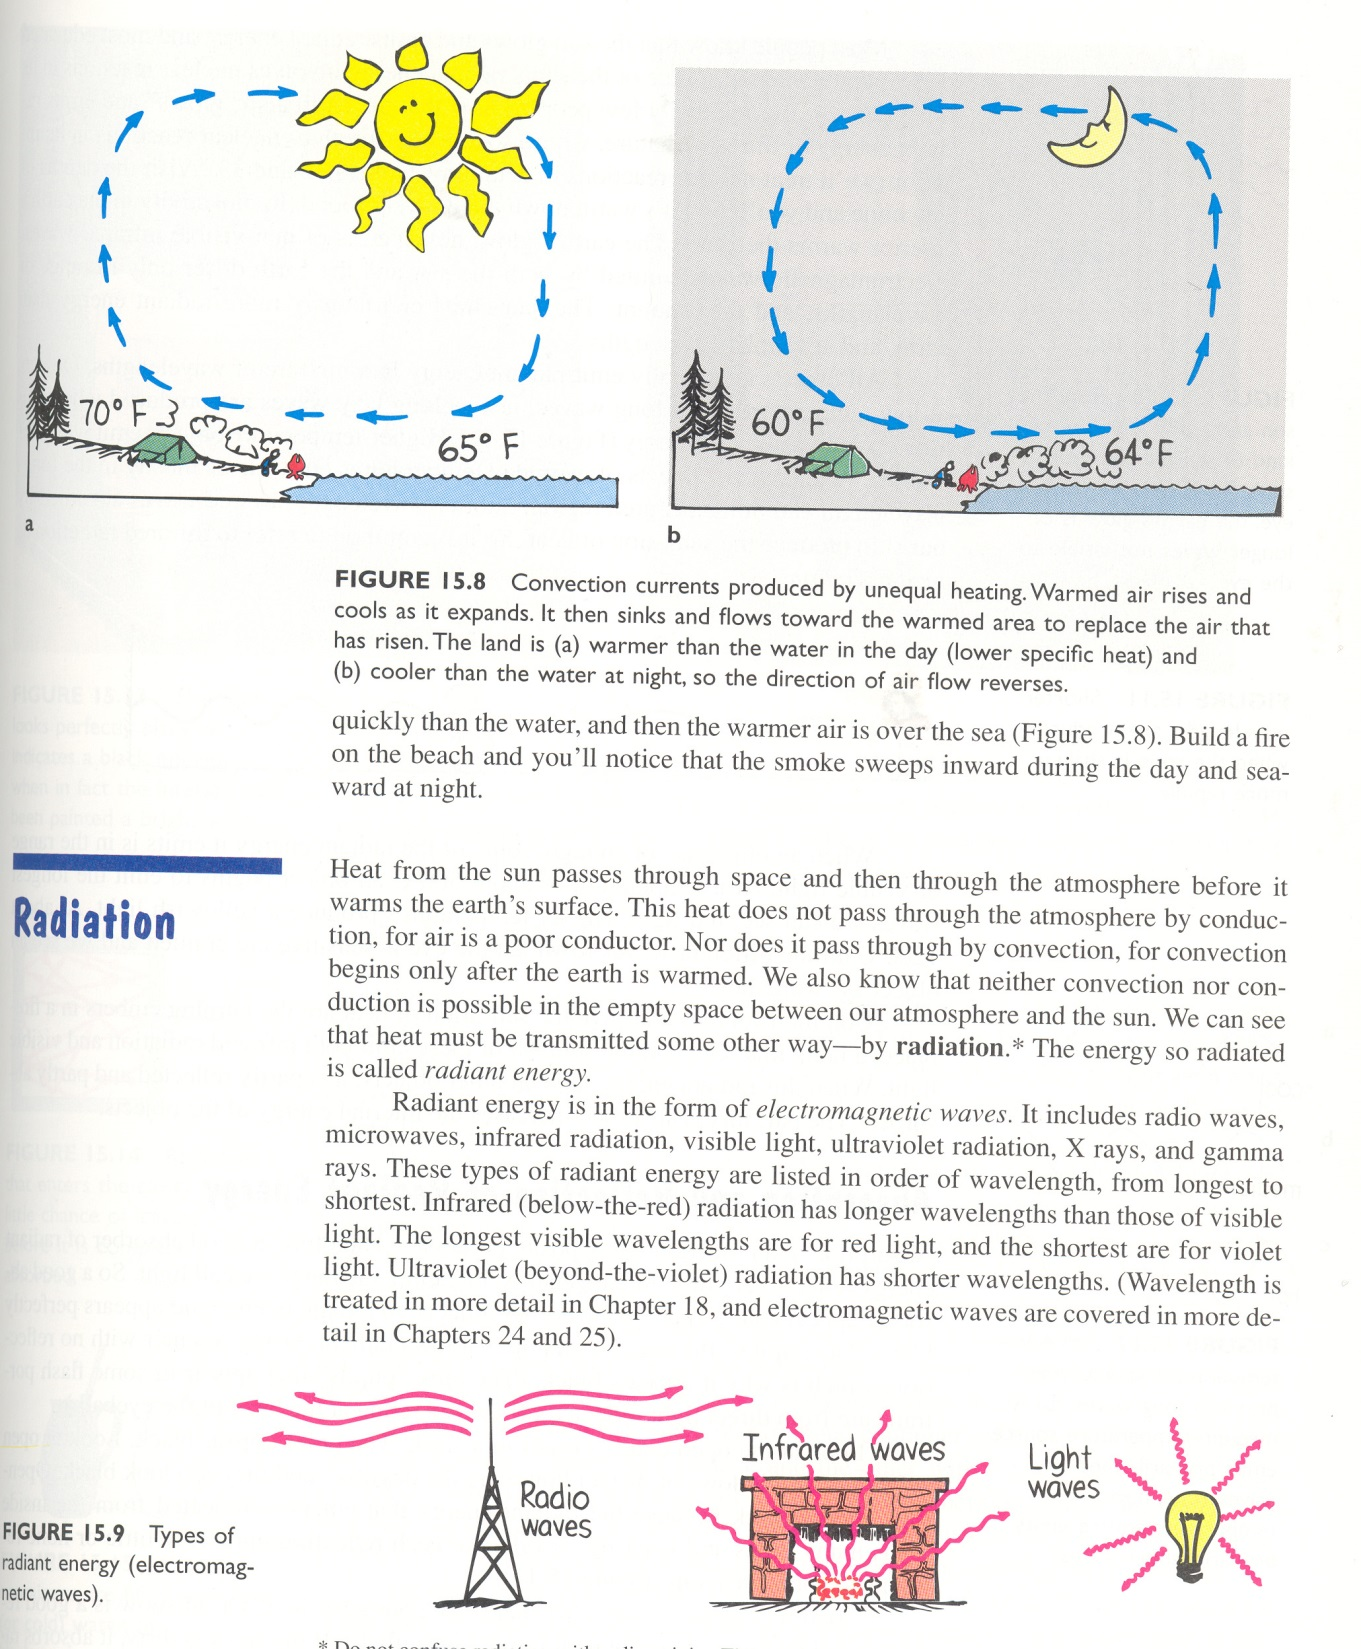 70° F
65° F
a
60° F
64° F
b
FIGURE 15.8 Convection currents produced by unequal heating. Warmed air rises and
cools as it expands. It then sinks and flows toward the warmed area to replace the air that
has risen. The land is (a) warmer than the water in the day (lower specific heat) and
(b) cooler than the water at night, so the direction of air flow reverses.
quickly than the water, and then the warmer air is over the sea (Figure 15.8). Build a fire
on the beach and you'll notice that the smoke sweeps inward during the day and sea-
ward at night.
Radiation
Heat from the sun passes through space and then through the atmosphere before it
warms the earth's surface. This heat does not pass through the atmosphere by conduc-
tion, for air is a poor conductor. Nor does it pass through by convection, for convection
begins only after the earth is warmed. We also know that neither convection nor con-
duction is possible in the empty space between our atmosphere and the sun. We can see
that heat must be transmitted some other way—by radiation.* The energy so radiated
is called radiant energy.
Radiant energy is in the form of electromagnetic waves. It includes radio waves,
microwaves, infrared radiation, visible light, ultraviolet radiation, X rays, and gamma
rays. These types of radiant energy are listed in order of wavelength, from longest to
shortest. Infrared (below-the-red) radiation has longer wavelengths than those of visible
light. The longest visible wavelengths are for red light, and the shortest are for violet
light. Ultraviolet (beyond-the-violet) radiation has shorter wavelengths. (Wavelength is
treated in more detail in Chapter 18, and electromagnetic waves are covered in more de-
tail in Chapters 24 and 25).
Radio
waves
Infrared waves
Light
waves
FIGURE 15.9 Types of
radiant energy (electromag-
netic waves).